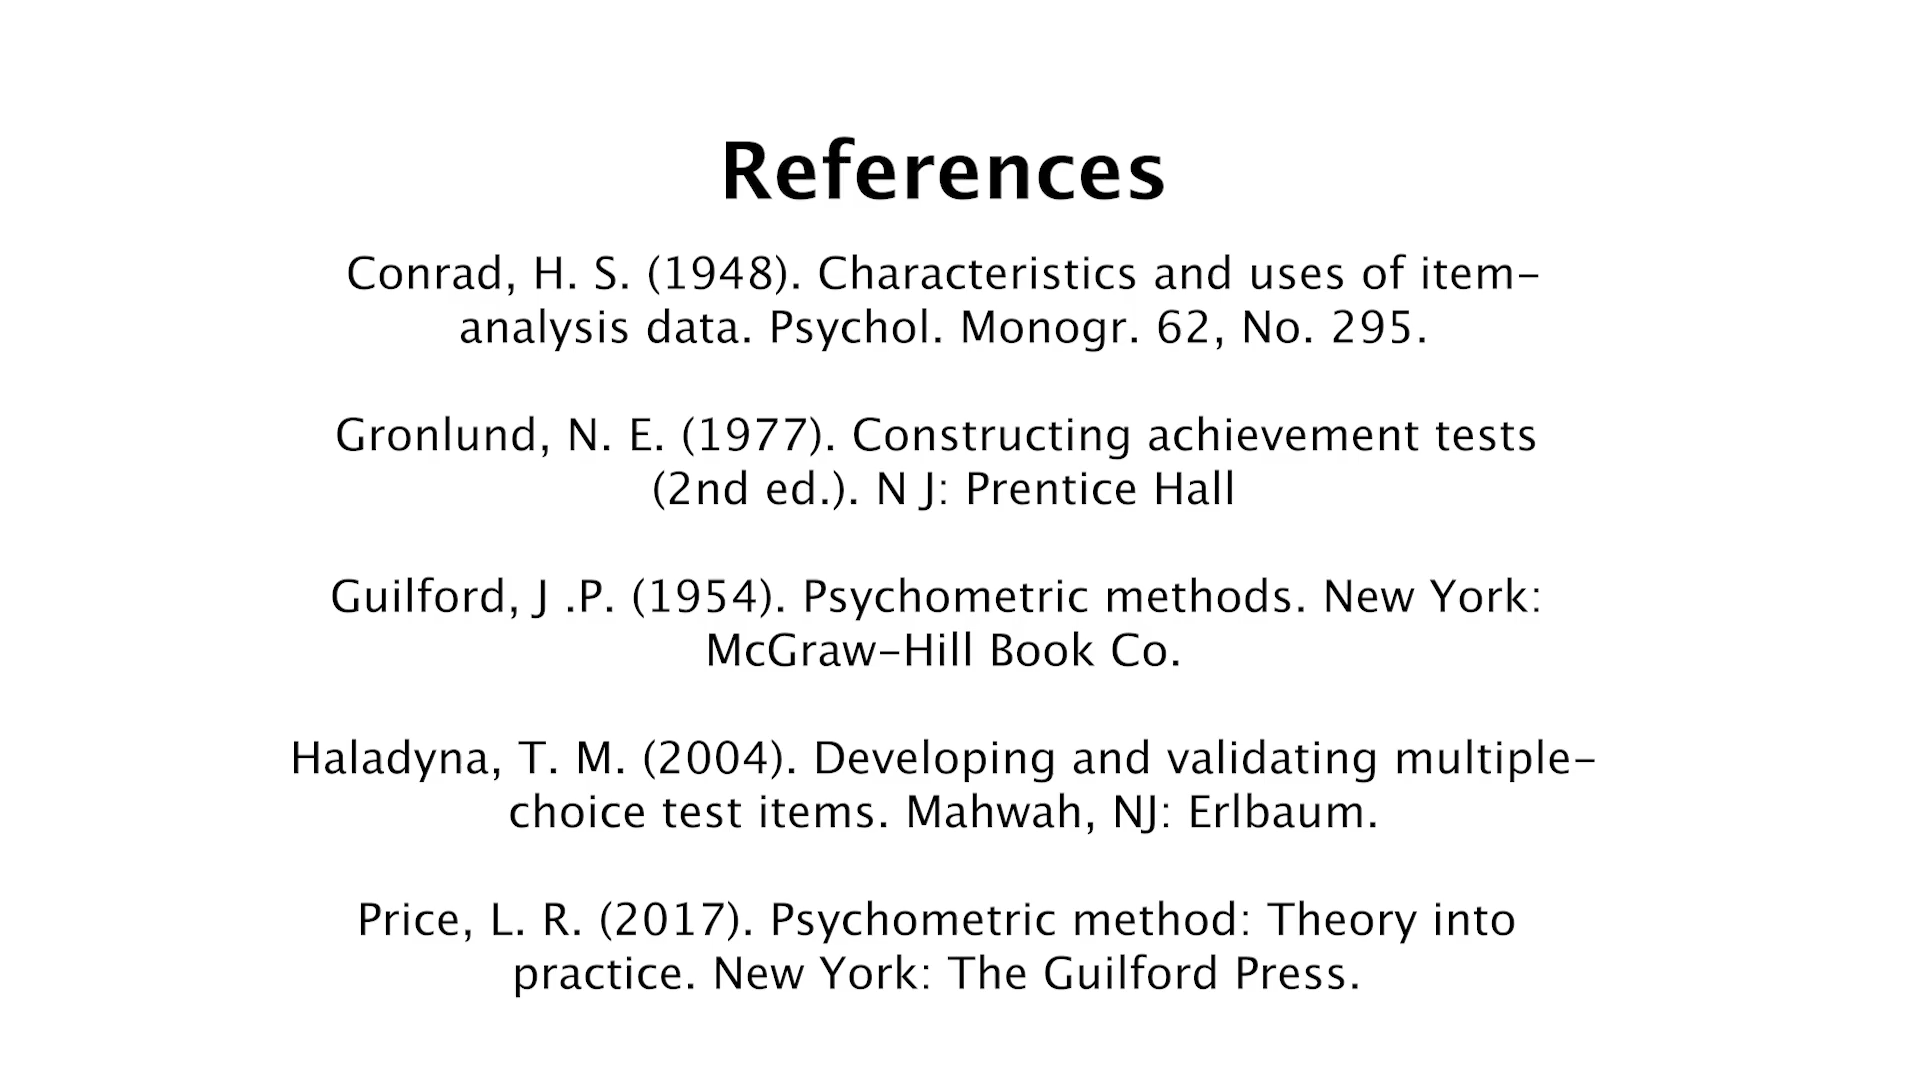 References
Conrad, H. S. (1948). Characteristics and uses of item-
analysis data. Psychol. Monogr. 62, No. 295.
Gronlund, N. E. (1977). Constructing achievement tests
(2nd ed.). N J: Prentice Hall
Guilford, J .P. (1954). Psychometric methods. New York:
McGraw-Hill Book Co.
Haladyna, T. M. (2004). Developing and validating multiple-
choice test items. Mahwah, NJ: Erlbaum.
Price, L. R. (2017). Psychometric method: Theory into
practice. New York: The Guilford Press.